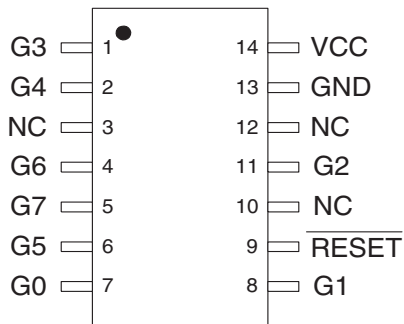 G3 1 14 VCC
G4 2 13 GND
NC 3 12 NC
G6 4 11 G2
G7 5 10 NC
G5 6 9 RESET
G0 7 8 G1